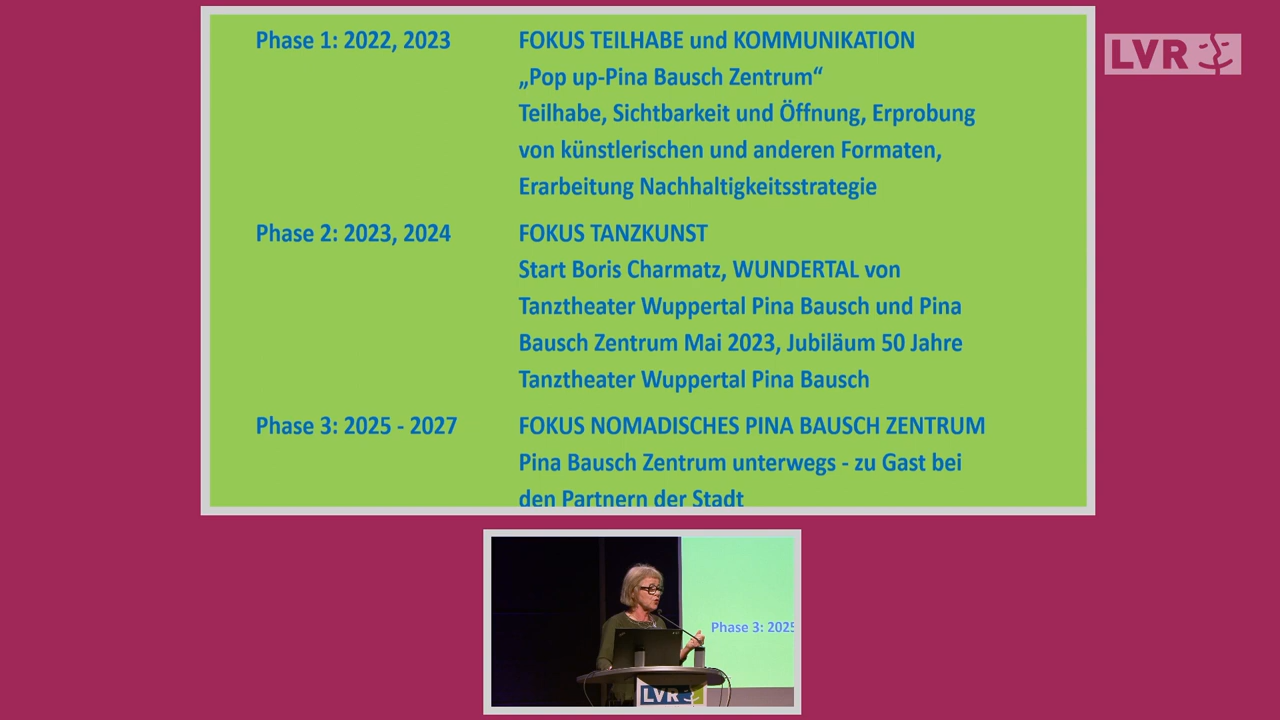 Phase 1: 2022, 2023 FOKUS TEILHABE und KOMMUNIKATION
„Pop up-Pina Bausch Zentrum“
Teilhabe, Sichtbarkeit und Öffnung, Erprobung
von künstlerischen und anderen Formaten,
Erarbeitung Nachhaltigkeitsstrategie
Phase 2: 2023, 2024 FOKUS TANZKUNST
Start Boris Charmatz, WUNDERTAL von
Tanztheater Wuppertal Pina Bausch und Pina
Bausch Zentrum Mai 2023, Jubiläum 50 Jahre
Tanztheater Wuppertal Pina Bausch
Phase 3: 2025 - 2027 FOKUS NOMADISCHES PINA BAUSCH ZENTRUM
Pina Bausch Zentrum unterwegs - zu Gast bei
den Partnern der Stadt
LVR
Phase 3: 2025
LVR